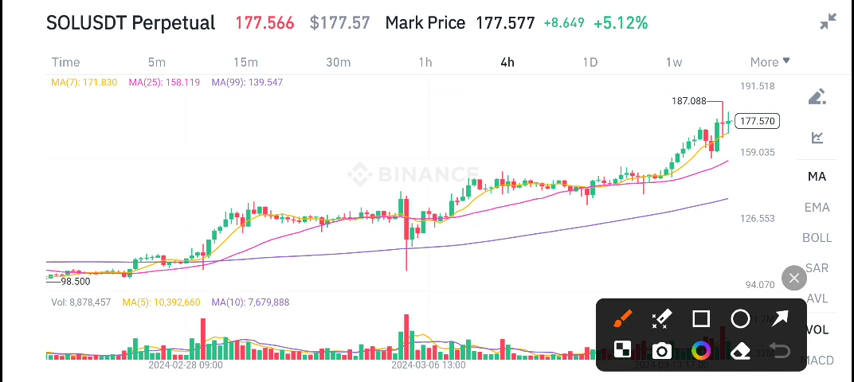 SOLUSDT Perpetual 177.566 $177.57 Mark Price 177.577 +8.649 +5.12%
Time 5m 15m 30m 1h 4h 1D 1w More
MA(7): 171.830 MA(25): 158.119 MA(99): 139.547
191.518
187.088
177.570
159.035
BINANCE
MA
EMA
126.553
BOLL
SAR
98.500
94.070
AVL
Vol: 8,878,457 MA(5): 10,392,660 MA(10): 7,679,888
VOL
MACD
2024-02-28 09:00 2024-03-06 13:00